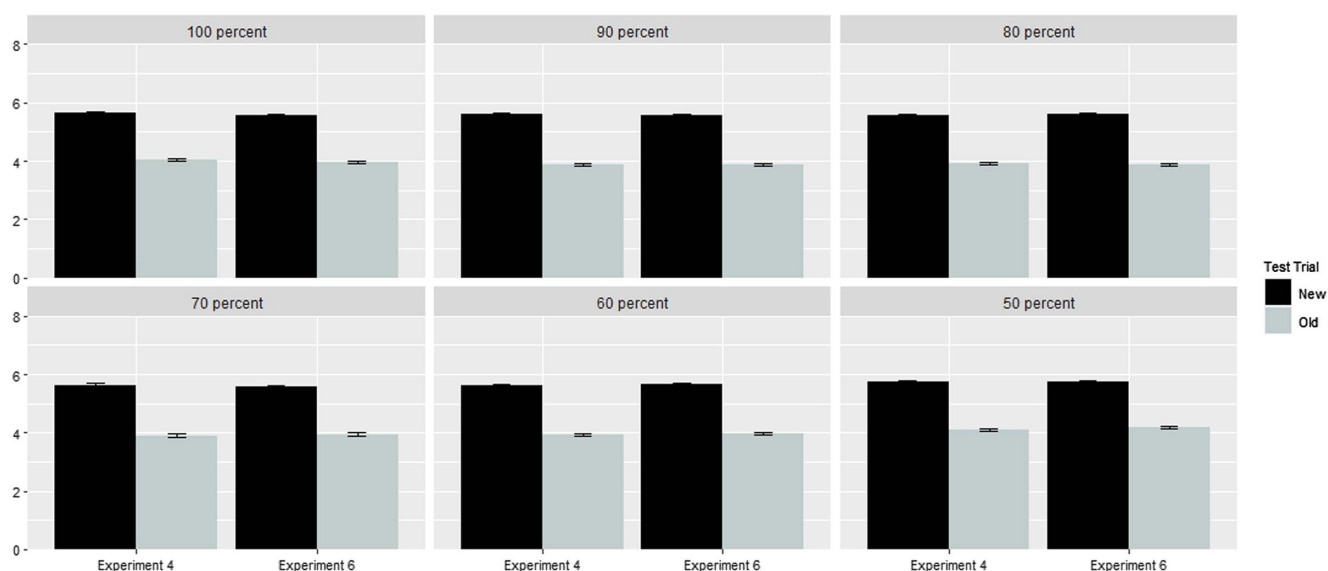 100 percent
90 percent
80 percent
8
6
4
2
0
70 percent
60 percent
50 percent
8
6
4
2
0
Experiment 4
Experiment 6
Experiment 4
Experiment 6
Experiment 4
Experiment 6
Test Trial
New
Old